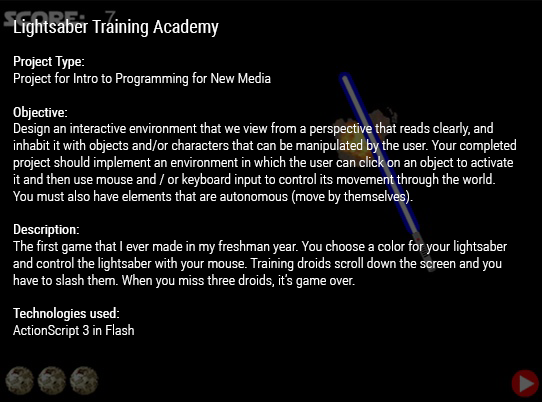 SCORE: 7
Lightsaber Training Academy
Project Type:
Project for Intro to Programming for New Media
Objective:
Design an interactive environment that we view from a perspective that reads clearly, and
inhabit it with objects and/or characters that can be manipulated by the user. Your completed
project should implement an environment in which the user can click on an object to activate
it and then use mouse and / or keyboard input to control its movement through the world.
You must also have elements that are autonomous (move by themselves).
Description:
The first game that I ever made in my freshman year. You choose a color for your lightsaber
and control the lightsaber with your mouse. Training droids scroll down the screen and you
have to slash them. When you miss three droids, it's game over.
Technologies used:
ActionScript 3 in Flash